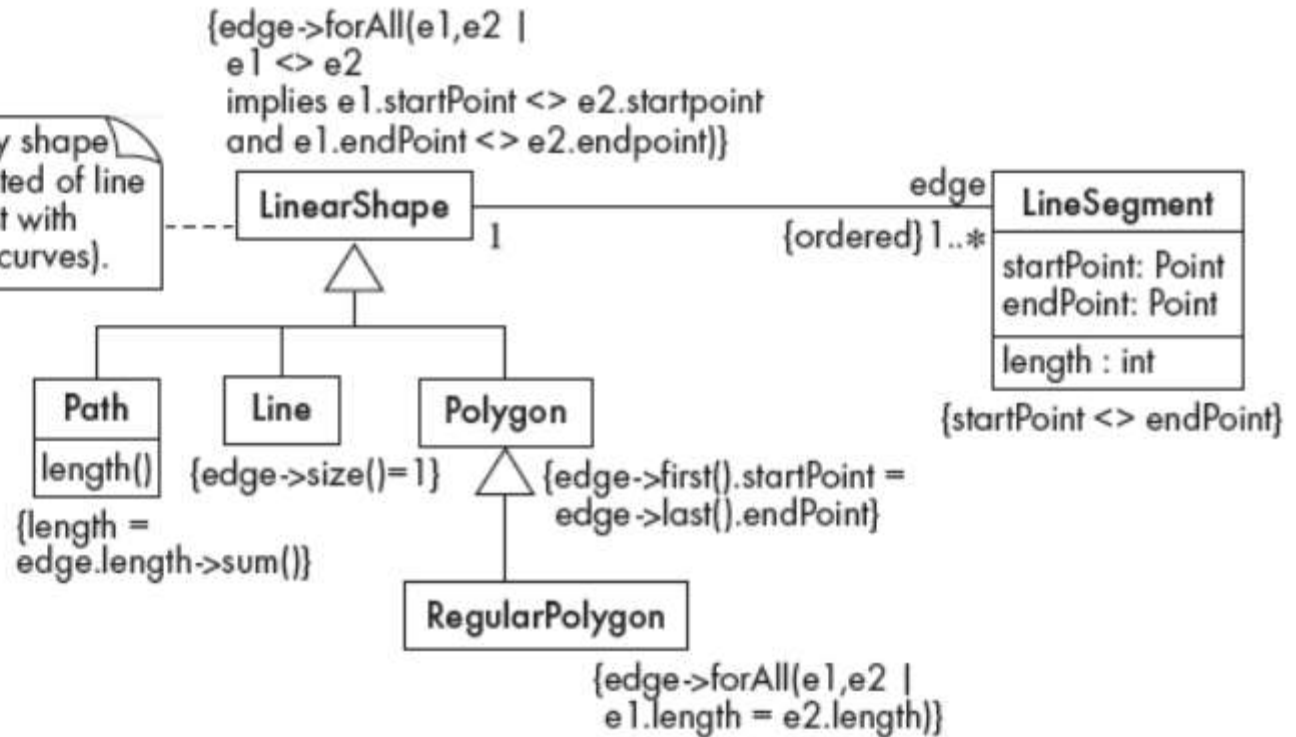 {edge->forAll(e1,e2 |
e1 <> e2
implies e1.startPoint <> e2.startpoint
and e1.endPoint <> e2.endpoint)}
shape
of line
with
curves).
LinearShape
1
edge
{ordered} 1..*
LineSegment
startPoint: Point
endPoint: Point
length : int
{startPoint <> endPoint}
Path
length()
{length =
edge.length->sum()}
Line
{edge->size()=1}
Polygon
{edge->first().startPoint =
edge->last().endPoint}
RegularPolygon
{edge->forAll(e1,e2 |
e1.length = e2.length)}